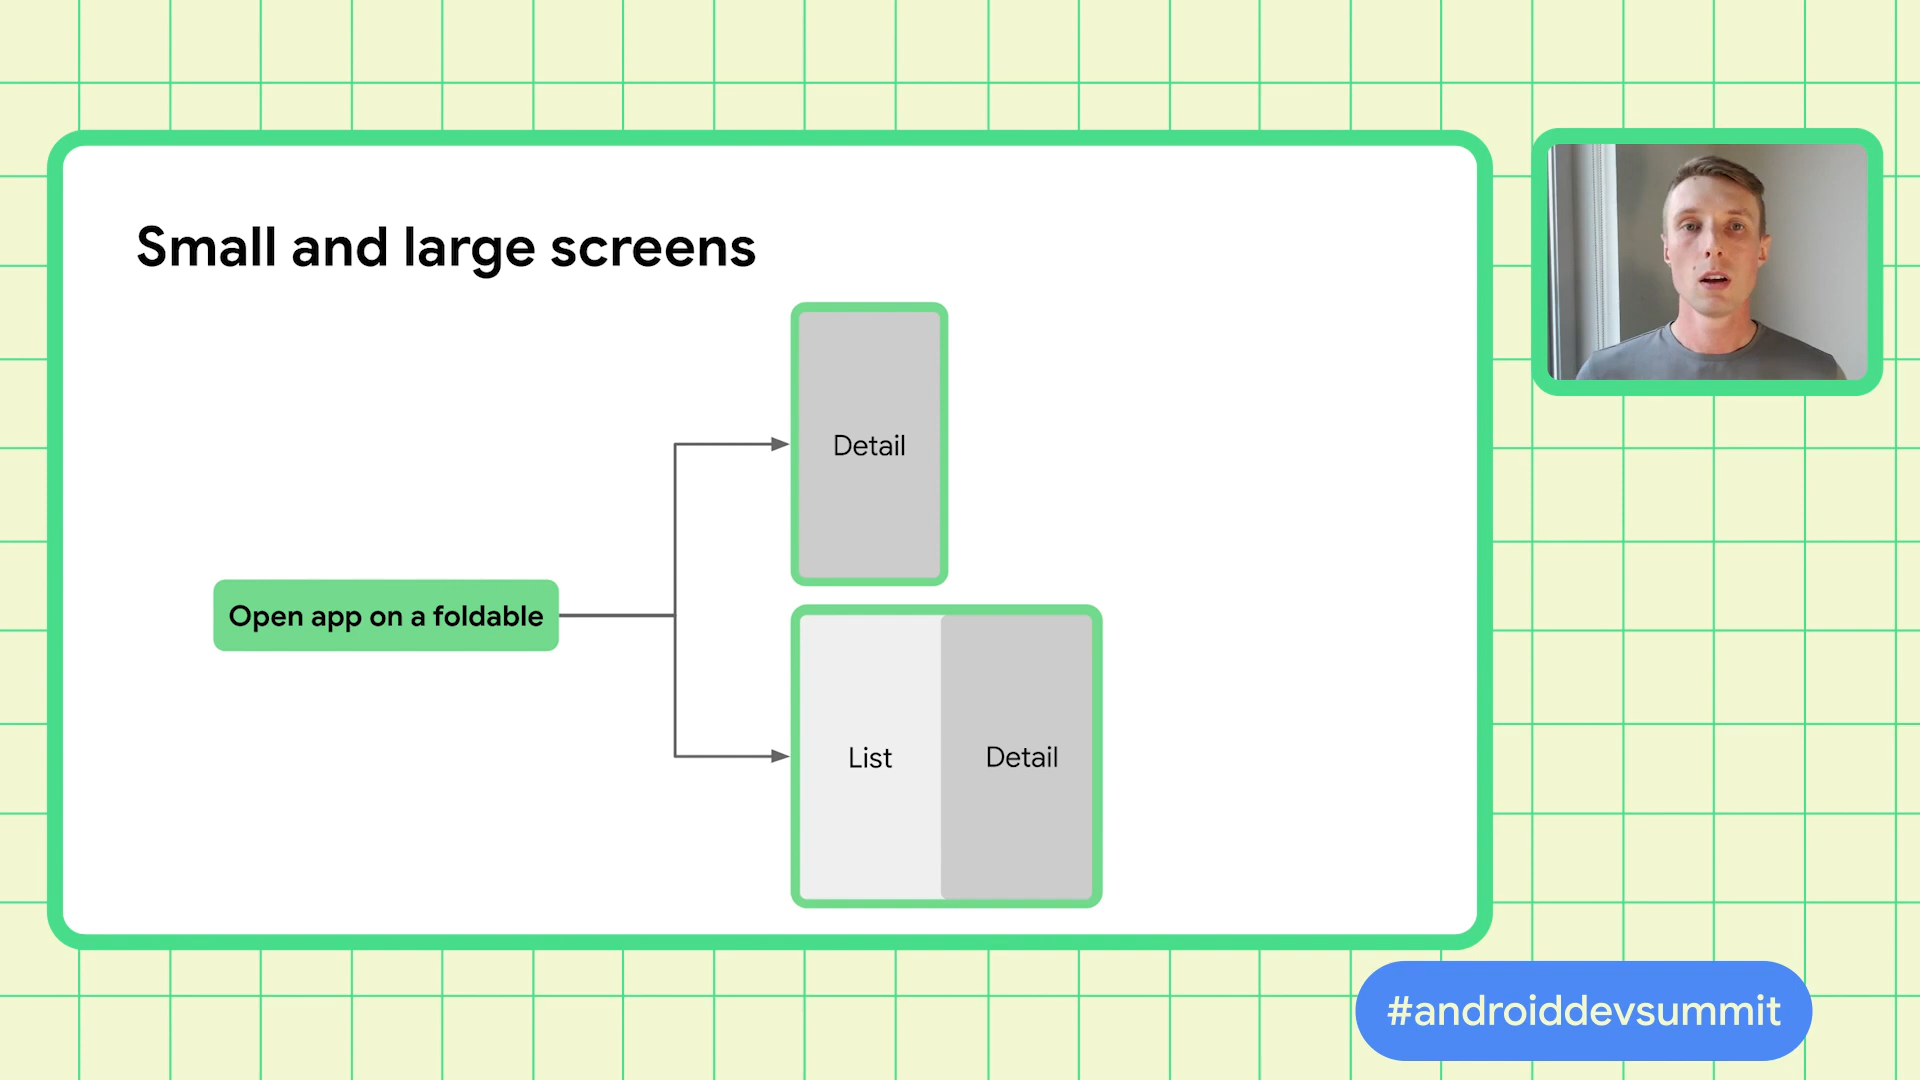 Small and large screens
Detail
Open app on a foldable
List
Detail
#androiddevsummit